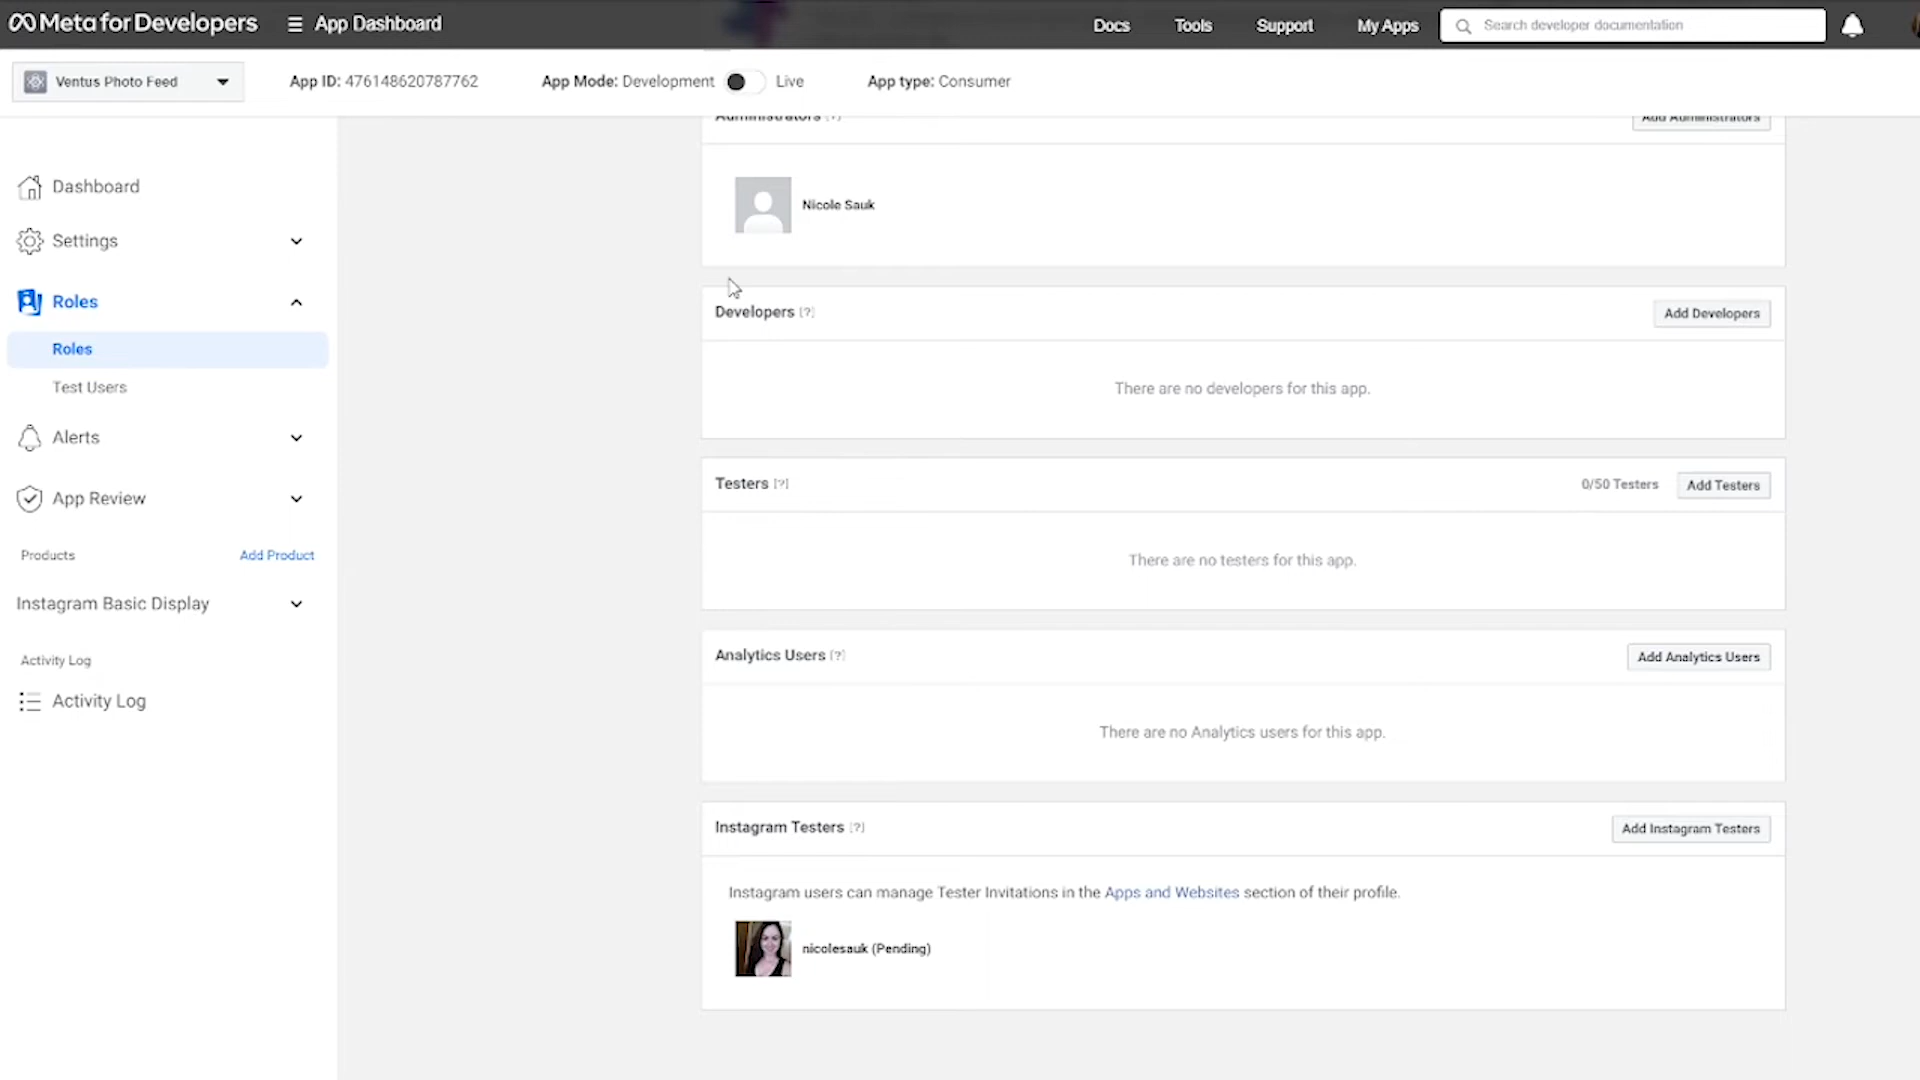 Meta for Developers
App Dashboard
Docs
Tools
Support
My Apps
Search developer documentation
Ventus Photo Feed
App ID: 476148620787762
App Mode: Development
Live
App type: Consumer
Administrators [?]
Add Administrators
Dashboard
Nicole Sauk
Settings
Roles
Developers [?]
Add Developers
Roles
Test Users
There are no developers for this app.
Alerts
Testers [?]
0/50 Testers
Add Testers
App Review
Products
Add Product
There are no testers for this app.
Instagram Basic Display
Activity Log
Analytics Users [?]
Add Analytics Users
Activity Log
There are no Analytics users for this app.
Instagram Testers [?]
Add Instagram Testers
Instagram users can manage Tester Invitations in the Apps and Websites section of their profile.
nicolesauk (Pending)